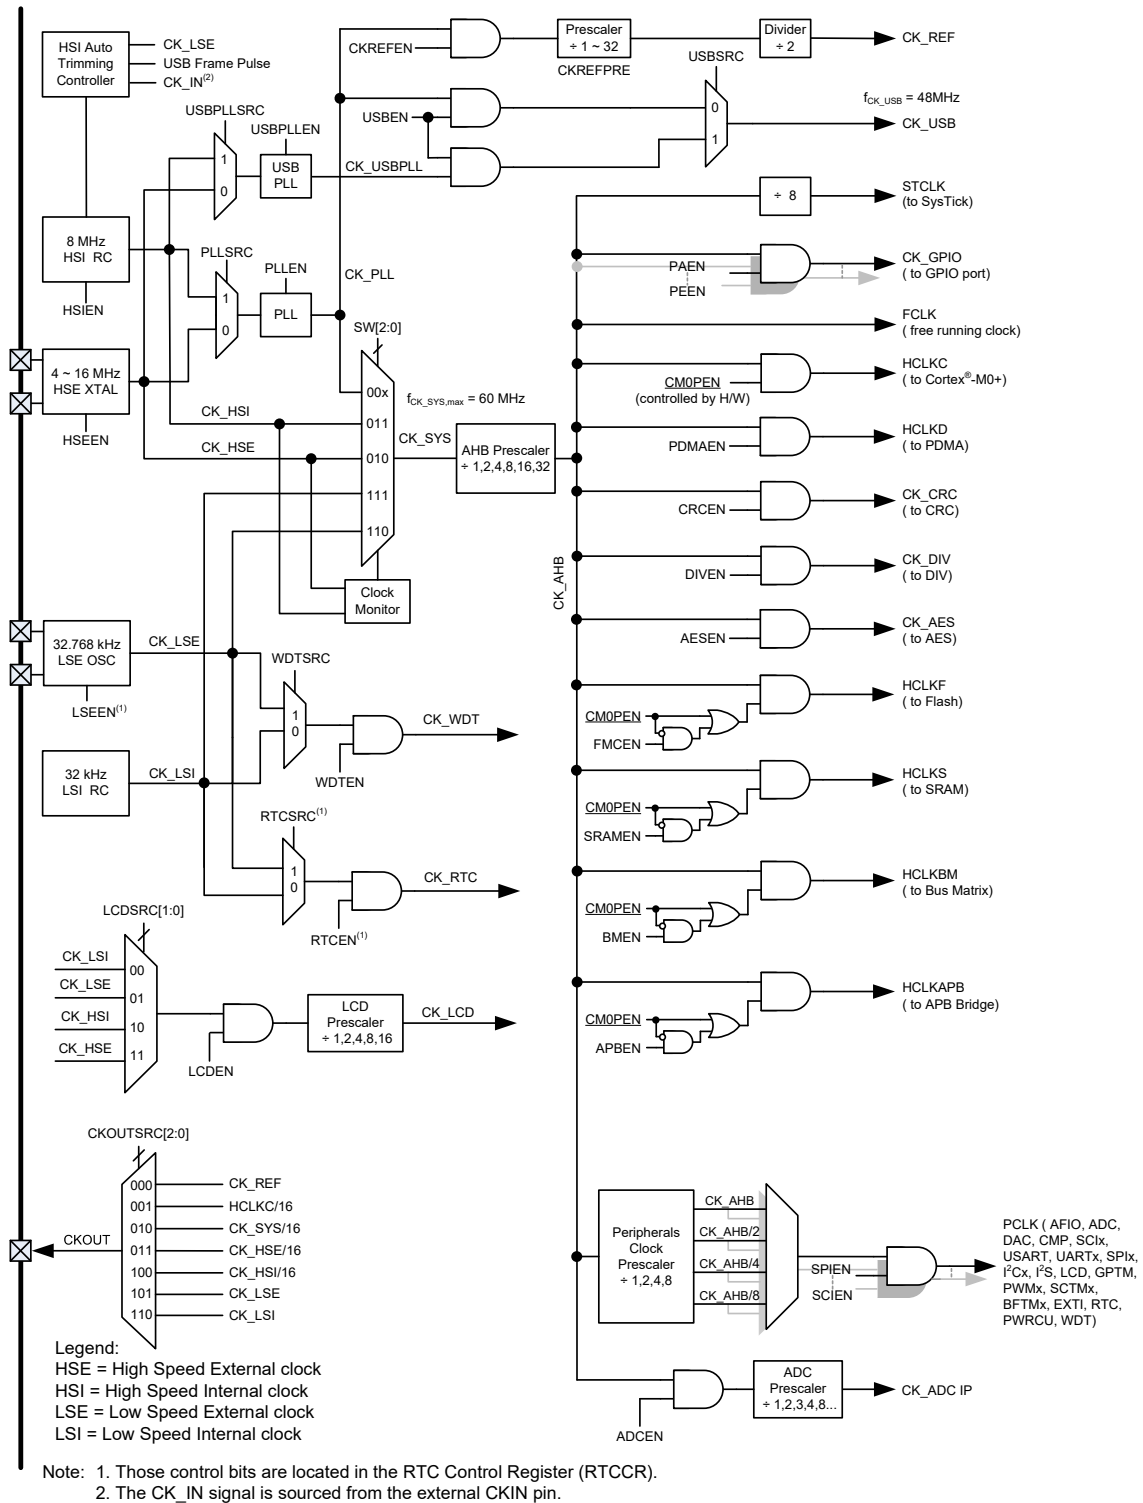 HSI Auto
Trimming
Controller
CK_LSE
USB Frame Pulse
CK_IN(2)
CKREFEN
Prescaler
÷ 1 ~ 32
CKREFPRE
Divider
÷ 2
CK_REF
USBSRC
0
1
fCK_USB = 48MHz
CK_USB
USBPLLSRC
1
0
USBPLLEN
USB
PLL
CK_USBPLL
USBEN
8 MHz
HSI RC
HSIEN
PLLSRC
1
0
PLLEN
PLL
CK_PLL
÷ 8
STCLK
(to SysTick)
PAEN
PEEN
CK_GPIO
( to GPIO port)
FCLK
( free running clock)
4 ~ 16 MHz
HSE XTAL
HSEEN
SW[2:0]
00x
011
010
111
110
fCK_SYS,max = 60 MHz
CK_HSI
CK_HSE
CK_SYS
AHB Prescaler
÷ 1,2,4,8,16,32
Clock
Monitor
CK_AHB
CM0PEN
(controlled by H/W)
HCLKC
( to Cortex®-M0+)
PDMAEN
HCLKD
( to PDMA)
CRCEN
CK_CRC
( to CRC)
DIVEN
CK_DIV
( to DIV)
AESEN
CK_AES
( to AES)
32.768 kHz
LSE OSC
LSEEN(1)
CK_LSE
WDTSRC
1
0
WDTEN
CK_WDT
CM0PEN
FMCEN
HCLKF
( to Flash)
32 kHz
LSI RC
CK_LSI
CM0PEN
SRAMEN
HCLKS
( to SRAM)
RTCSRC(1)
1
0
RTCEN(1)
CK_RTC
CM0PEN
BMEN
HCLKBM
( to Bus Matrix)
LCDSRC[1:0]
CK_LSI
00
CK_LSE
01
CK_HSI
10
CK_HSE
11
LCDEN
LCD
Prescaler
÷ 1,2,4,8,16
CK_LCD
CM0PEN
APBEN
HCLKAPB
( to APB Bridge)
CKOUTSRC[2:0]
CKOUT
000 CK_REF
001 HCLKC/16
010 CK_SYS/16
011 CK_HSE/16
100 CK_HSI/16
101 CK_LSE
110 CK_LSI
Peripherals
Clock
Prescaler
÷ 1,2,4,8
CK_AHB
CK_AHB/2
CK_AHB/4
CK_AHB/8
SPIEN
SCIEN
PCLK ( AFIO, ADC,
DAC, CMP, SCIx,
USART, UARTx, SPIx,
I2Cx, I2S, LCD, GPTM,
PWMx, SCTMx,
BFTMx, EXTI, RTC,
PWRCU, WDT)
ADCEN
ADC
Prescaler
÷ 1,2,3,4,8...
CK_ADC IP
Legend:
HSE = High Speed External clock
HSI = High Speed Internal clock
LSE = Low Speed External clock
LSI = Low Speed Internal clock
Note: 1. Those control bits are located in the RTC Control Register (RTCCR).
2. The CK_IN signal is sourced from the external CKIN pin.